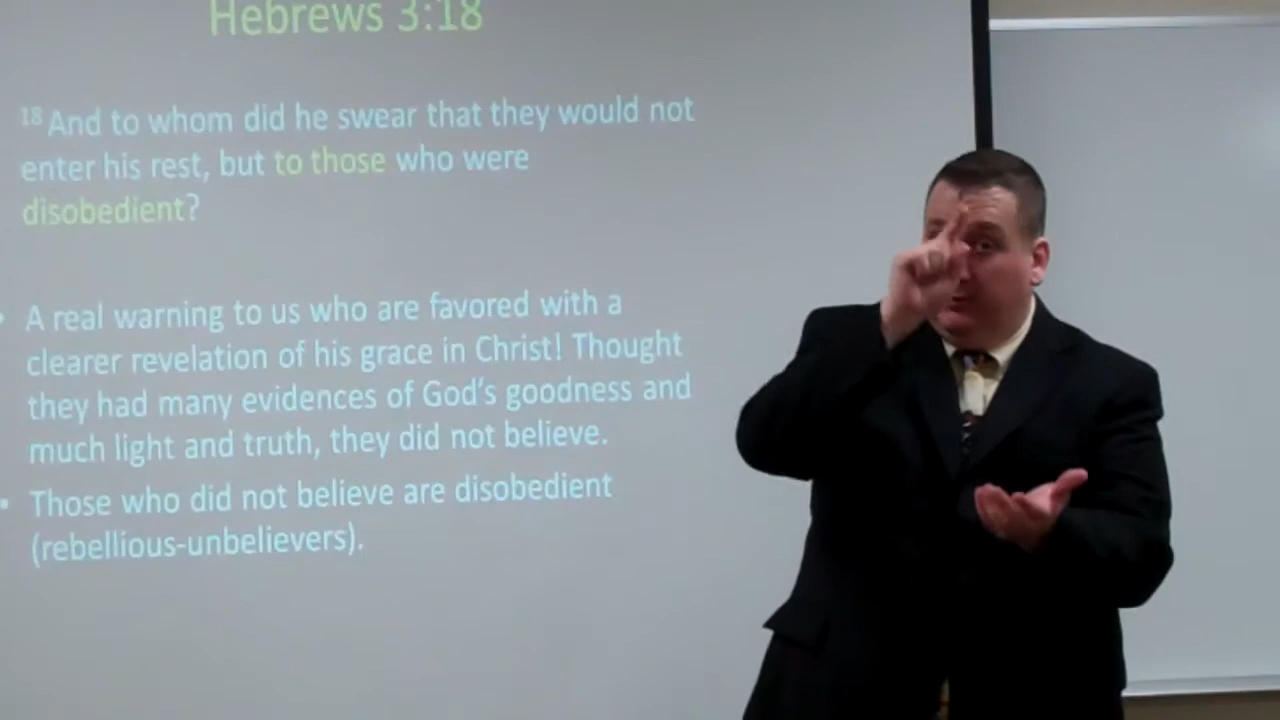 Hebrews 3:18
18 And to whom did he swear that they would not
enter his rest, but to those who were
disobedient?
• A real warning to us who are favored with a
clearer revelation of his grace in Christ! Thought
they had many evidences of God's goodness and
much light and truth, they did not believe.
• Those who did not believe are disobedient
(rebellious-unbelievers).